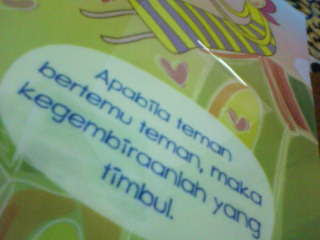 Apabila teman
bertemu teman, maka
kegembiraanlah yang
timbul.